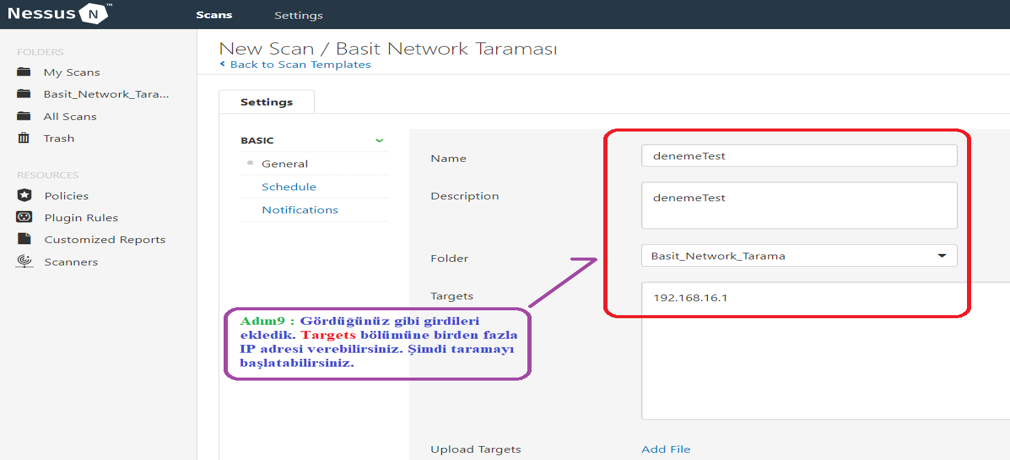 Nessus N ™
Scans
Settings
FOLDERS
My Scans
Basit_Network_Tara...
All Scans
Trash
RESOURCES
Policies
Plugin Rules
Customized Reports
Scanners
New Scan / Basit Network Taraması
Back to Scan Templates
Settings
BASIC
General
Schedule
Notifications
Name
denemeTest
Description
denemeTest
Folder
Basit_Network_Tarama
Targets
192.168.16.1
Adım9 : Gördüğünüz gibi girdileri
ekledik. Targets bölümüne birden fazla
IP adresi verebilirsiniz. Şimdi taramayı
başlatabilirsiniz.
Upload Targets
Add File